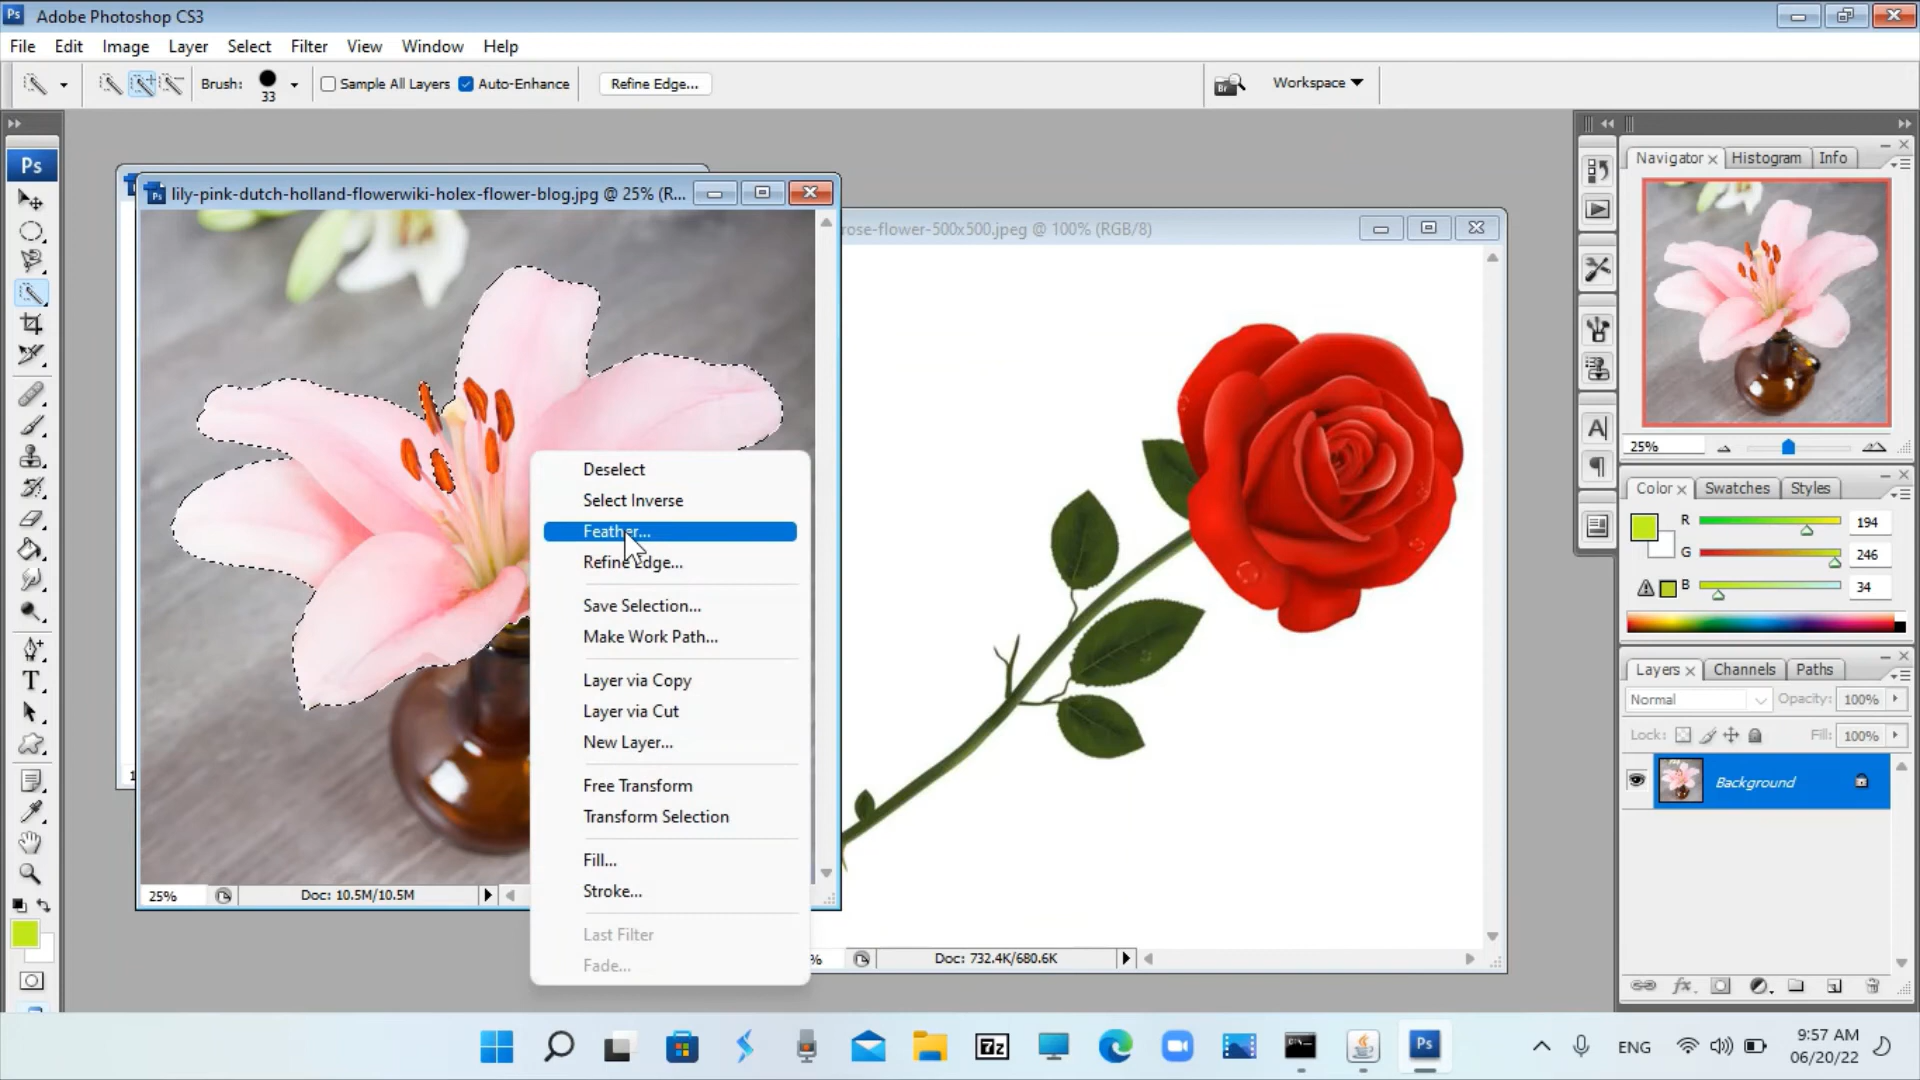 Ps Adobe Photoshop CS3
File Edit Image Layer Select Filter View Window Help
Brush: 33 Sample All Layers Auto-Enhance Refine Edge... Br Workspace
Ps
lily-pink-dutch-holland-flowerwiki-holex-flower-blog.jpg @ 25% (R...
rose-flower-500x500.jpeg @ 100% (RGB/8)
Deselect
Select Inverse
Feather...
Refine Edge...
Save Selection...
Make Work Path...
Layer via Copy
Layer via Cut
New Layer...
Free Transform
Transform Selection
Fill...
Stroke...
Last Filter
Fade...
25% Doc: 10.5M/10.5M
% Doc: 732.4K/680.6K
Navigator Histogram Info
25%
Color Swatches Styles
R 194
G 246
B 34
Layers Channels Paths
Normal Opacity: 100%
Lock: Fill: 100%
Background
7z Ps ENG 9:57 AM
06/20/22